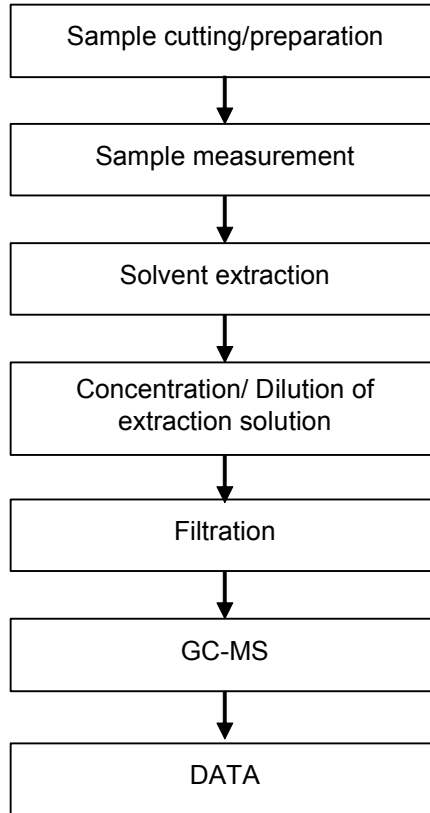 Sample cutting/preparation
Sample measurement
Solvent extraction
Concentration/ Dilution of
extraction solution
Filtration
GC-MS
DATA